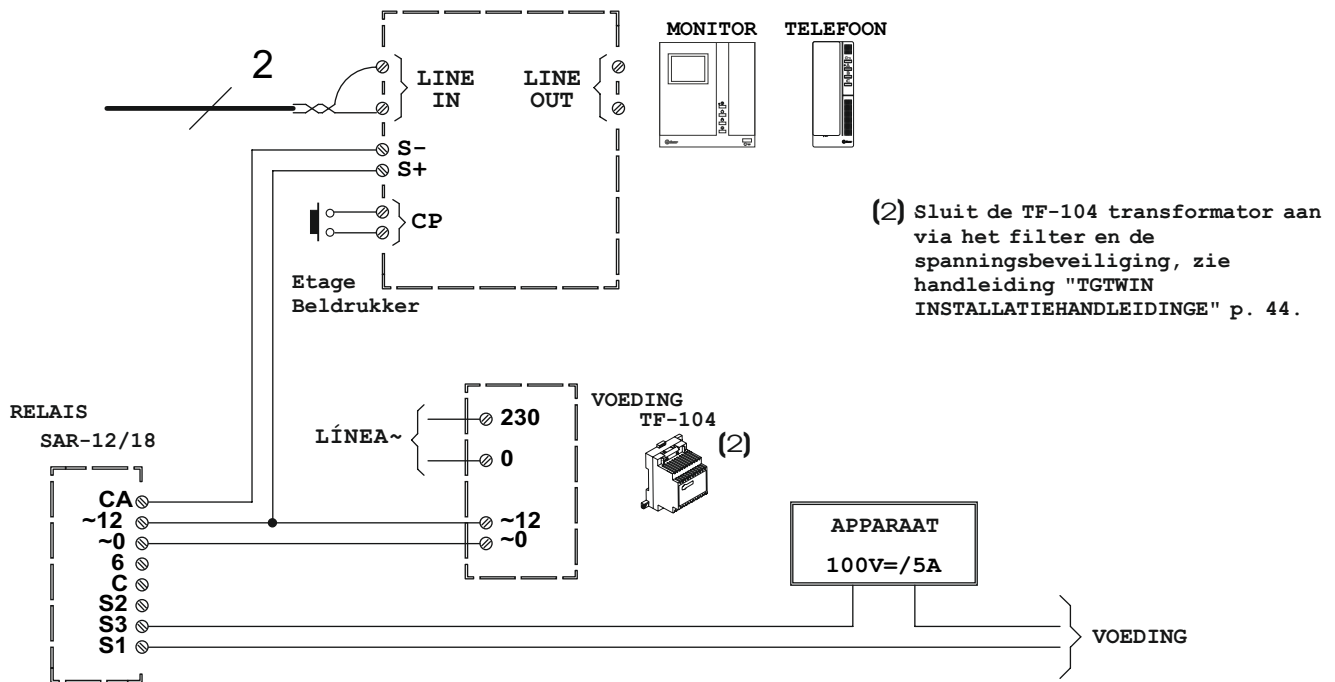 MONITOR TELEFOON
2
LINE
IN
LINE
OUT
S-
S+
CP
Etage
Beldrukker
(2) Sluit de TF-104 transformator aan
via het filter en de
spanningsbeveiliging, zie
handleiding "TGTWIN
INSTALLATIEHANDLEIDINGE" p. 44.
RELAIS
SAR-12/18
CA
~12
~0
6
C
S2
S3
S1
LÍNEA~
230
0
~12
~0
VOEDING
TF-104
(2)
APPARAAT
100V=/5A
VOEDING